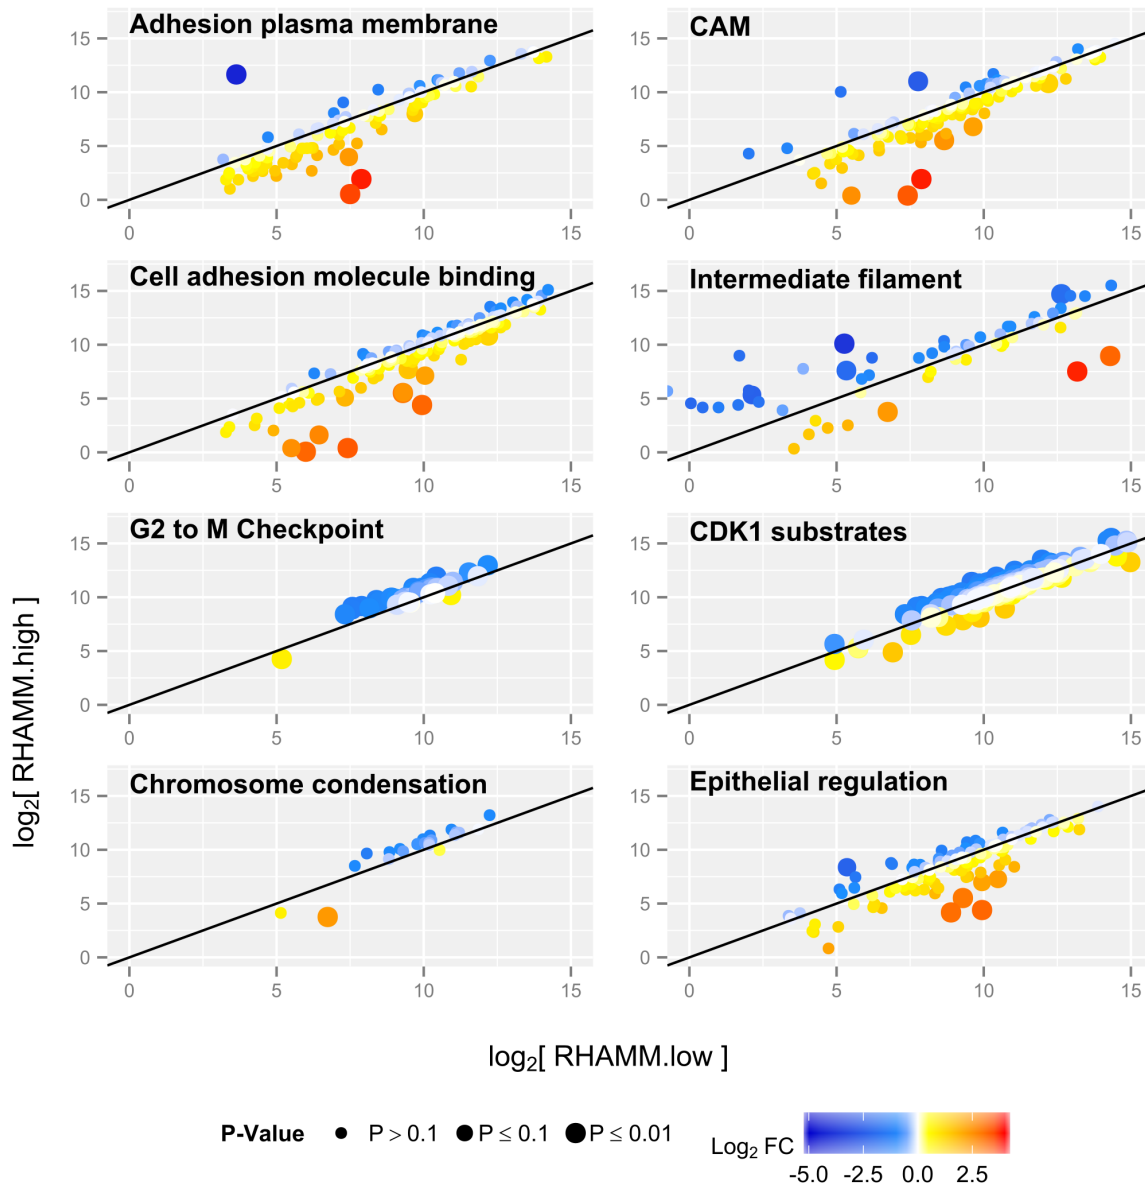 Adhesion plasma membrane
CAM
15
10
5
0
0 5 10 15
15
10
5
0
0 5 10 15
Cell adhesion molecule binding
Intermediate filament
15
10
5
0
0 5 10 15
15
10
5
0
0 5 10 15
G2 to M Checkpoint
CDK1 substrates
15
10
5
0
0 5 10 15
15
10
5
0
0 5 10 15
Chromosome condensation
Epithelial regulation
15
10
5
0
0 5 10 15
15
10
5
0
0 5 10 15
log₂[ RHAMM.high ]
log₂[ RHAMM.low ]
P-Value P > 0.1 P ≤ 0.1 P ≤ 0.01
Log₂ FC
-5.0 -2.5 0.0 2.5